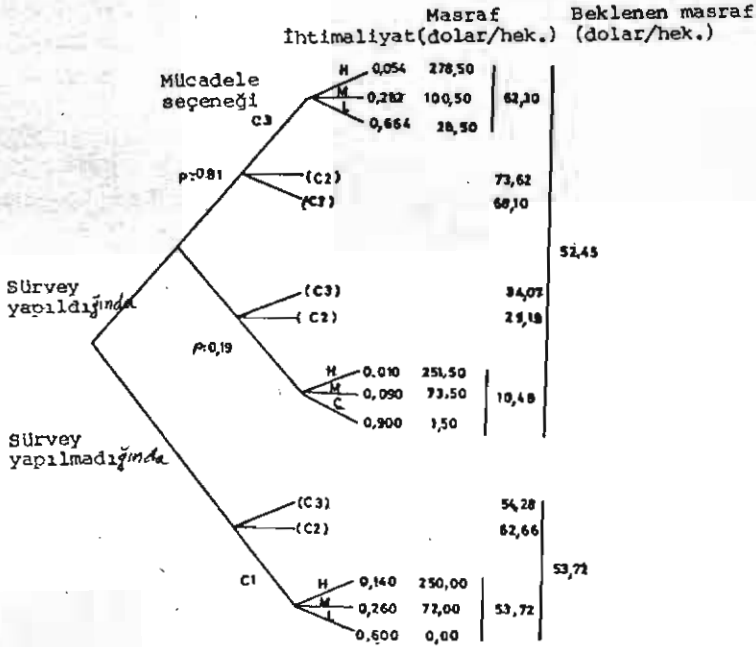 Masraf Beklenen masraf
İhtimaliyat(dolar/hek.) (dolar/hek.)
Mücadele
seçeneği
C3
H 0,054 278,50
M 0,282 100,50 62,30
L 0,664 28,50
P:0.81
(C2) 73,62
(C3) 68,10
52,45
Sürvey
yapıldığında
(C3) 34,07
(C2) 29,18
P:0,19
H 0.010 251,50
M 0,090 73,50 10,48
C 0,900 1,50
Sürvey
yapılmadığında
(C3) 54,28
(C2) 62,66
53,72
C1
H 0,140 250,00
M 0,260 72,00 53,72
L 0,600 0,00